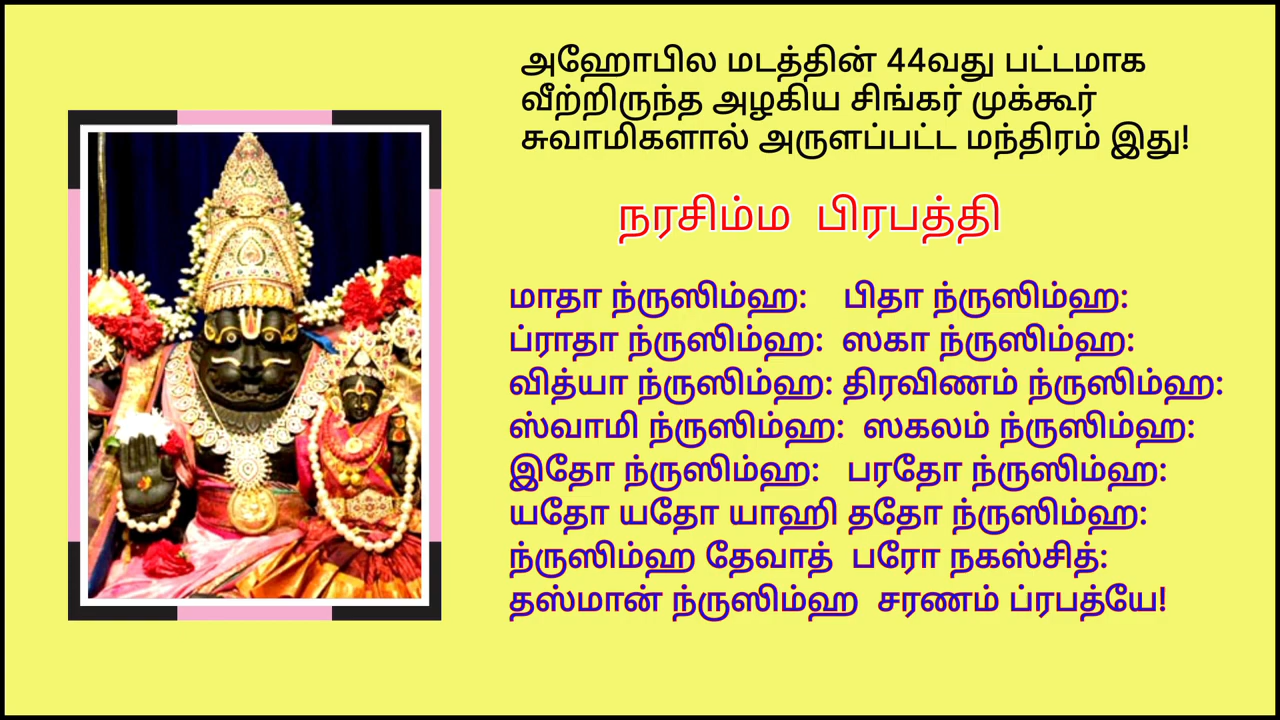 அஹோபில மடத்தின் 44வது பட்டமாக
வீற்றிருந்த அழகிய சிங்கர் முக்கூர்
சுவாமிகளால் அருளப்பட்ட மந்திரம் இது!
நரசிம்ம பிரபத்தி
மாதா ந்ருஸிம்ஹ: பிதா ந்ருஸிம்ஹ:
ப்ராதா ந்ருஸிம்ஹ: ஸகா ந்ருஸிம்ஹ:
வித்யா ந்ருஸிம்ஹ: திரவிணம் ந்ருஸிம்ஹ:
ஸ்வாமி ந்ருஸிம்ஹ: ஸகலம் ந்ருஸிம்ஹ:
இதோ ந்ருஸிம்ஹ: பரதோ ந்ருஸிம்ஹ:
யதோ யதோ யாஹி ததோ ந்ருஸிம்ஹ:
ந்ருஸிம்ஹ தேவாத் பரோ நகஸ்சித்:
தஸ்மான் ந்ருஸிம்ஹ சரணம் ப்ரபத்யே!